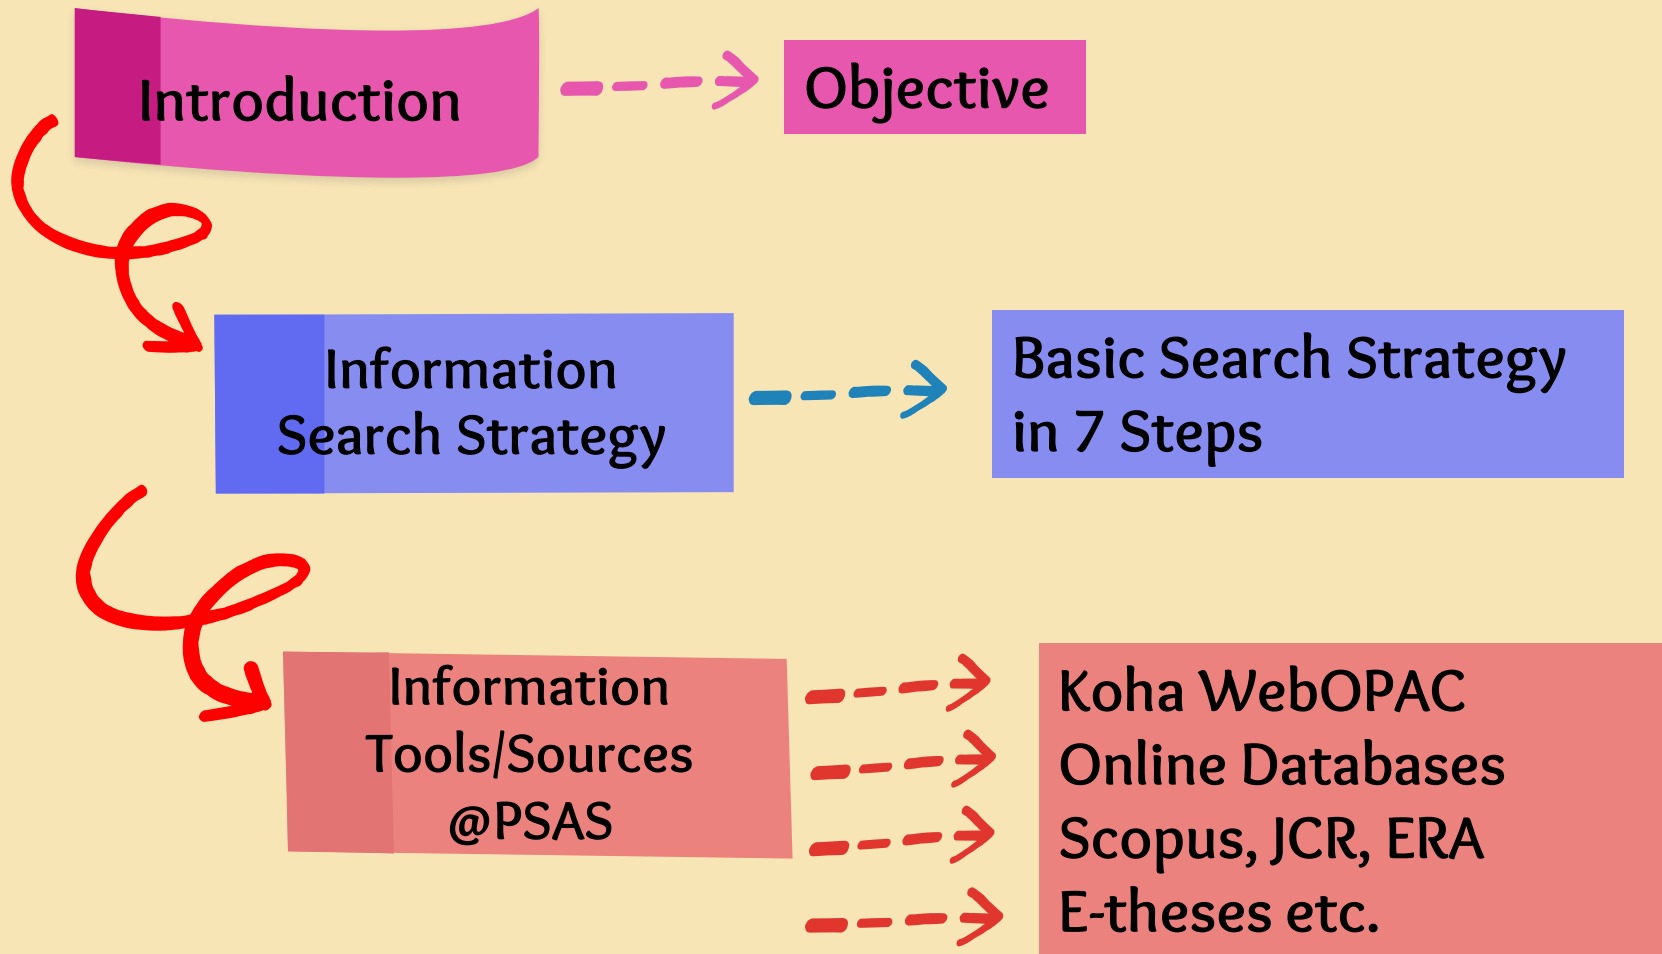 Introduction
Objective
Information
Search Strategy
Basic Search Strategy
in 7 Steps
Information
Tools/Sources
@PSAS
Koha WebOPAC
Online Databases
Scopus, JCR, ERA
E-theses etc.